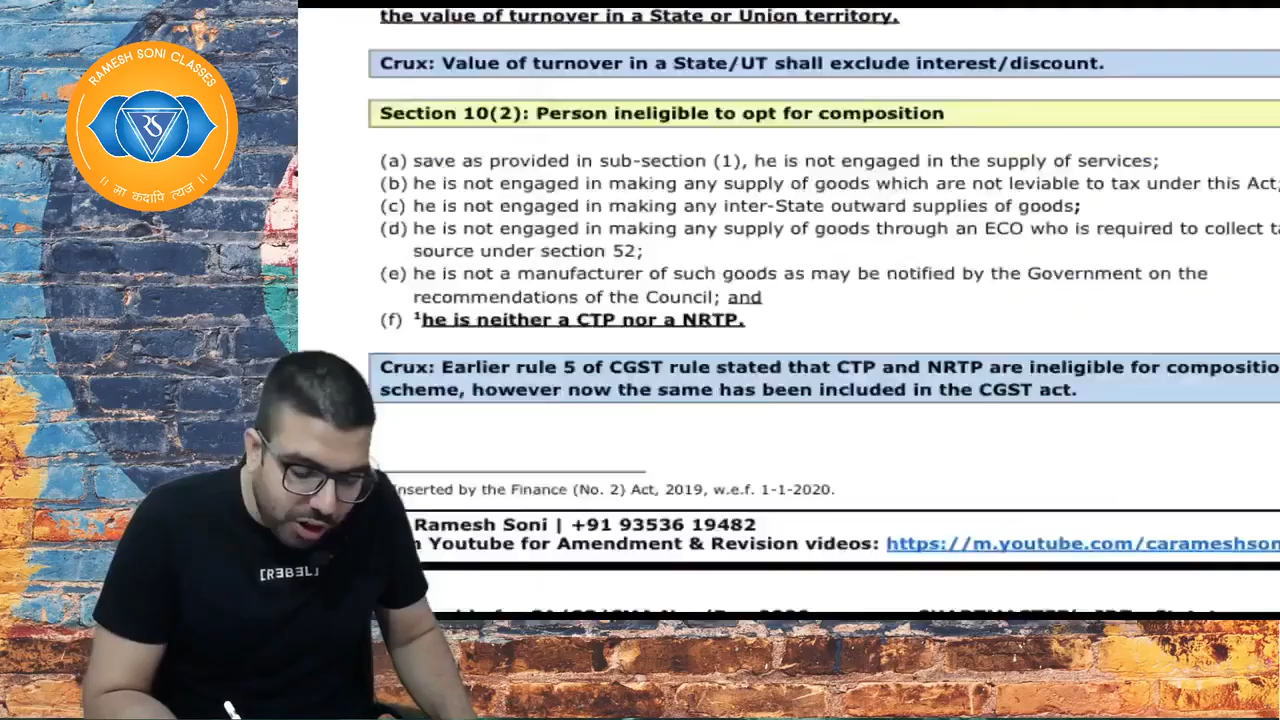 RAMESH SONI CLASSES
|| मा कदापि त्यज ||
the value of turnover in a State or Union territory.
Crux: Value of turnover in a State/UT shall exclude interest/discount.
Section 10(2): Person ineligible to opt for composition
(a) save as provided in sub-section (1), he is not engaged in the supply of services;
(b) he is not engaged in making any supply of goods which are not leviable to tax under this Act;
(c) he is not engaged in making any inter-State outward supplies of goods;
(d) he is not engaged in making any supply of goods through an ECO who is required to collect
source under section 52;
(e) he is not a manufacturer of such goods as may be notified by the Government on the
recommendations of the Council; and
(f) ¹he is neither a CTP nor a NRTP.
Crux: Earlier rule 5 of CGST rule stated that CTP and NRTP are ineligible for compositio
scheme, however now the same has been included in the CGST act.
Inserted by the Finance (No. 2) Act, 2019, w.e.f. 1-1-2020.
Ramesh Soni | +91 93536 19482
Youtube for Amendment & Revision videos: https://m.youtube.com/carameshson
[RƎBƎL]